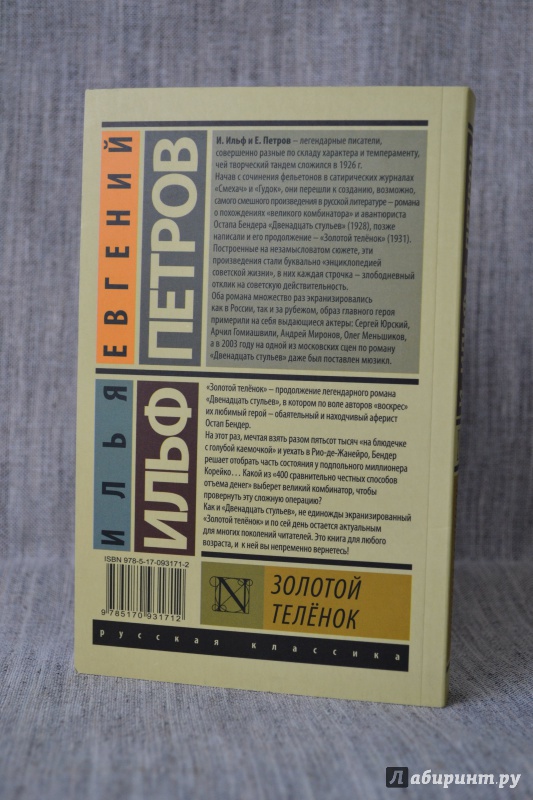 ЕВГЕНИЙ
ПЕТРОВ
ИЛЬЯ
ИЛЬФ
И. Ильф и Е. Петров – легендарные писатели,
совершенно разные по складу характера и темпераменту,
чей творческий тандем сложился в 1926 г.
Начав с сочинения фельетонов в сатирических журналах
«Смехач» и «Гудок», они перешли к созданию, возможно,
самого смешного произведения в русской литературе – романа
о похождениях «великого комбинатора» и авантюриста
Остапа Бендера «Двенадцать стульев» (1928), позже
написали и его продолжение – «Золотой телёнок» (1931).
Построенные на незамысловатом сюжете, эти
произведения стали буквально «энциклопедией
советской жизни», в них каждая строчка – злободневный
отклик на советскую действительность.
Оба романа множество раз экранизировались
как в России, так и за рубежом, образ главного героя
примерили на себя выдающиеся актеры: Сергей Юрский,
Арчил Гомиашвили, Андрей Миронов, Олег Меньшиков,
а в 2003 году на одной из московских сцен по роману
«Двенадцать стульев» даже был поставлен мюзикл.
«Золотой телёнок» – продолжение легендарного романа
«Двенадцать стульев», в котором по воле авторов «воскрес»
их любимый герой – обаятельный и находчивый аферист
Остап Бендер.
На этот раз, мечтая взять разом пятьсот тысяч «на блюдечке
с голубой каемочкой» и уехать в Рио-де-Жанейро, Бендер
решает отобрать часть состояния у подпольного миллионера
Корейко… Какой из «400 сравнительно честных способов
отъема денег» выберет великий комбинатор, чтобы
провернуть эту сложную операцию?
Как и «Двенадцать стульев», не единожды экранизированный
«Золотой телёнок» и по сей день остается актуальным
для многих поколений читателей. Это книга для любого
возраста, и к ней вы непременно вернетесь!
ISBN 978-5-17-093171-2
9 785170 931712
N
ЗОЛОТОЙ
ТЕЛЁНОК
русская классика
Лабиринт.ру